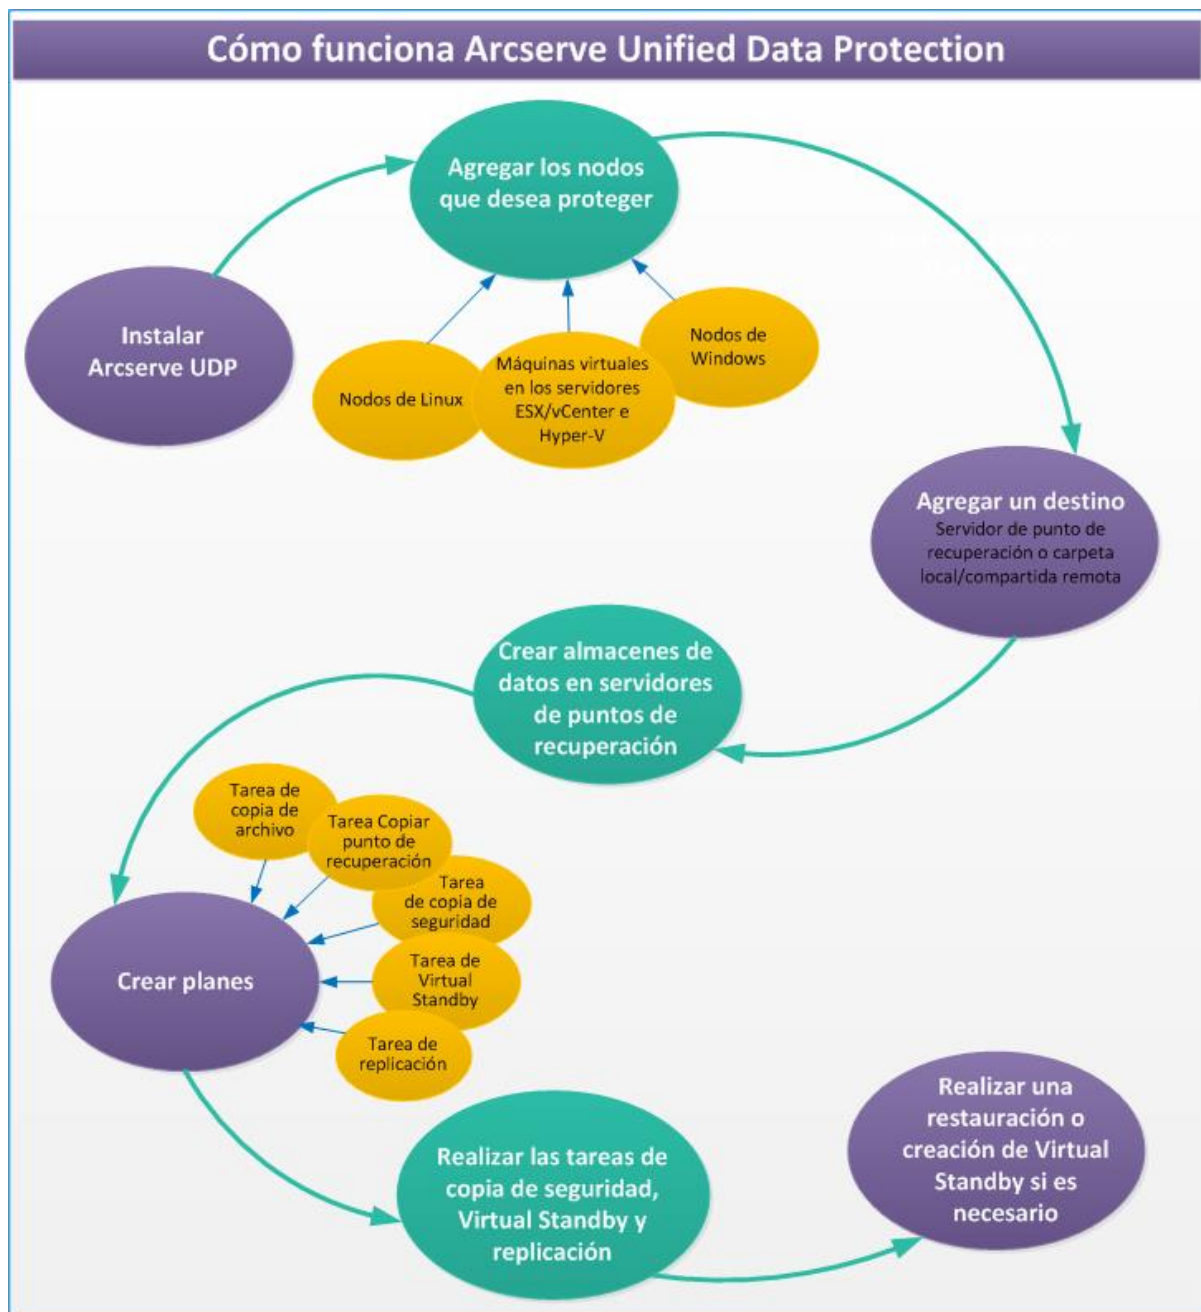 Cómo funciona Arcserve Unified Data Protection
Agregar los nodos
que desea proteger
Instalar
Arcserve UDP
Nodos de Linux
Máquinas virtuales
en los servidores
ESX/vCenter e
Hyper-V
Nodos de
Windows
Agregar un destino
Servidor de punto de
recuperación o carpeta
local/compartida remota
Crear almacenes de
datos en servidores
de puntos de
recuperación
Tarea de
copia de
archivo
Tarea Copiar
punto de
recuperación
Tarea
de copia de
seguridad
Tarea de
Virtual
Standby
Tarea de
replicación
Crear planes
Realizar las tareas de
copia de seguridad,
Virtual Standby y
replicación
Realizar una
restauración o
creación de Virtual
Standby si es
necesario